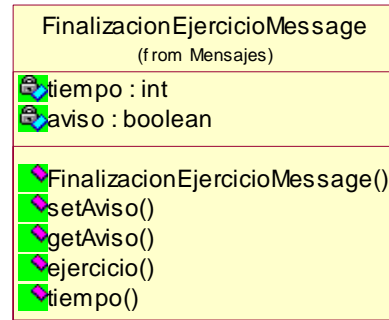 FinalizacionEjercicioMessage
(from Mensajes)
tiempo : int
aviso : boolean
FinalizacionEjercicioMessage()
setAviso()
getAviso()
ejercicio()
tiempo()